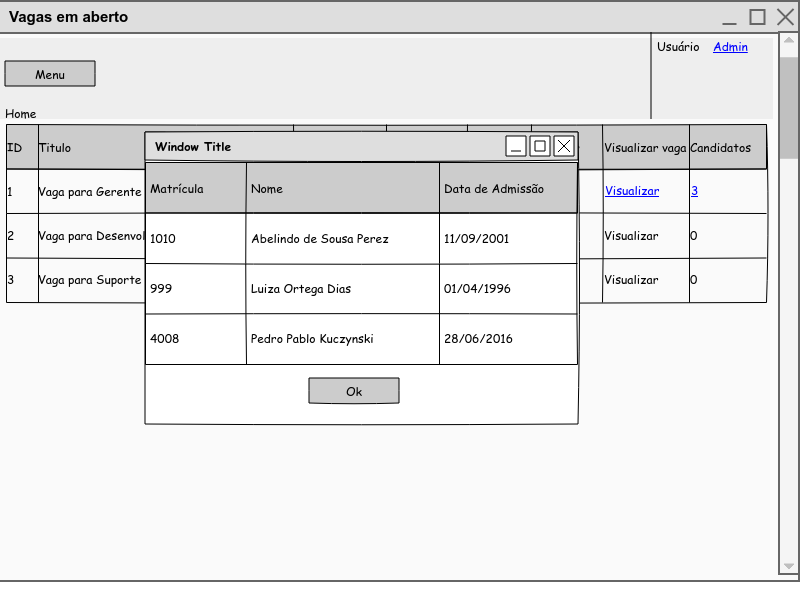 Vagas em aberto
Usuário Admin
Menu
Home
ID Titulo Visualizar vaga Candidatos
1 Vaga para Gerente Visualizar 3
2 Vaga para Visualizar 0
3 Vaga para Suporte Visualizar 0
Window Title
Matrícula Nome Data de Admissão
1010 Abelindo de Sousa Perez 11/09/2001
999 Luiza Ortega Dias 01/04/1996
4008 Pedro Pablo Kuczynski 28/06/2016
Ok